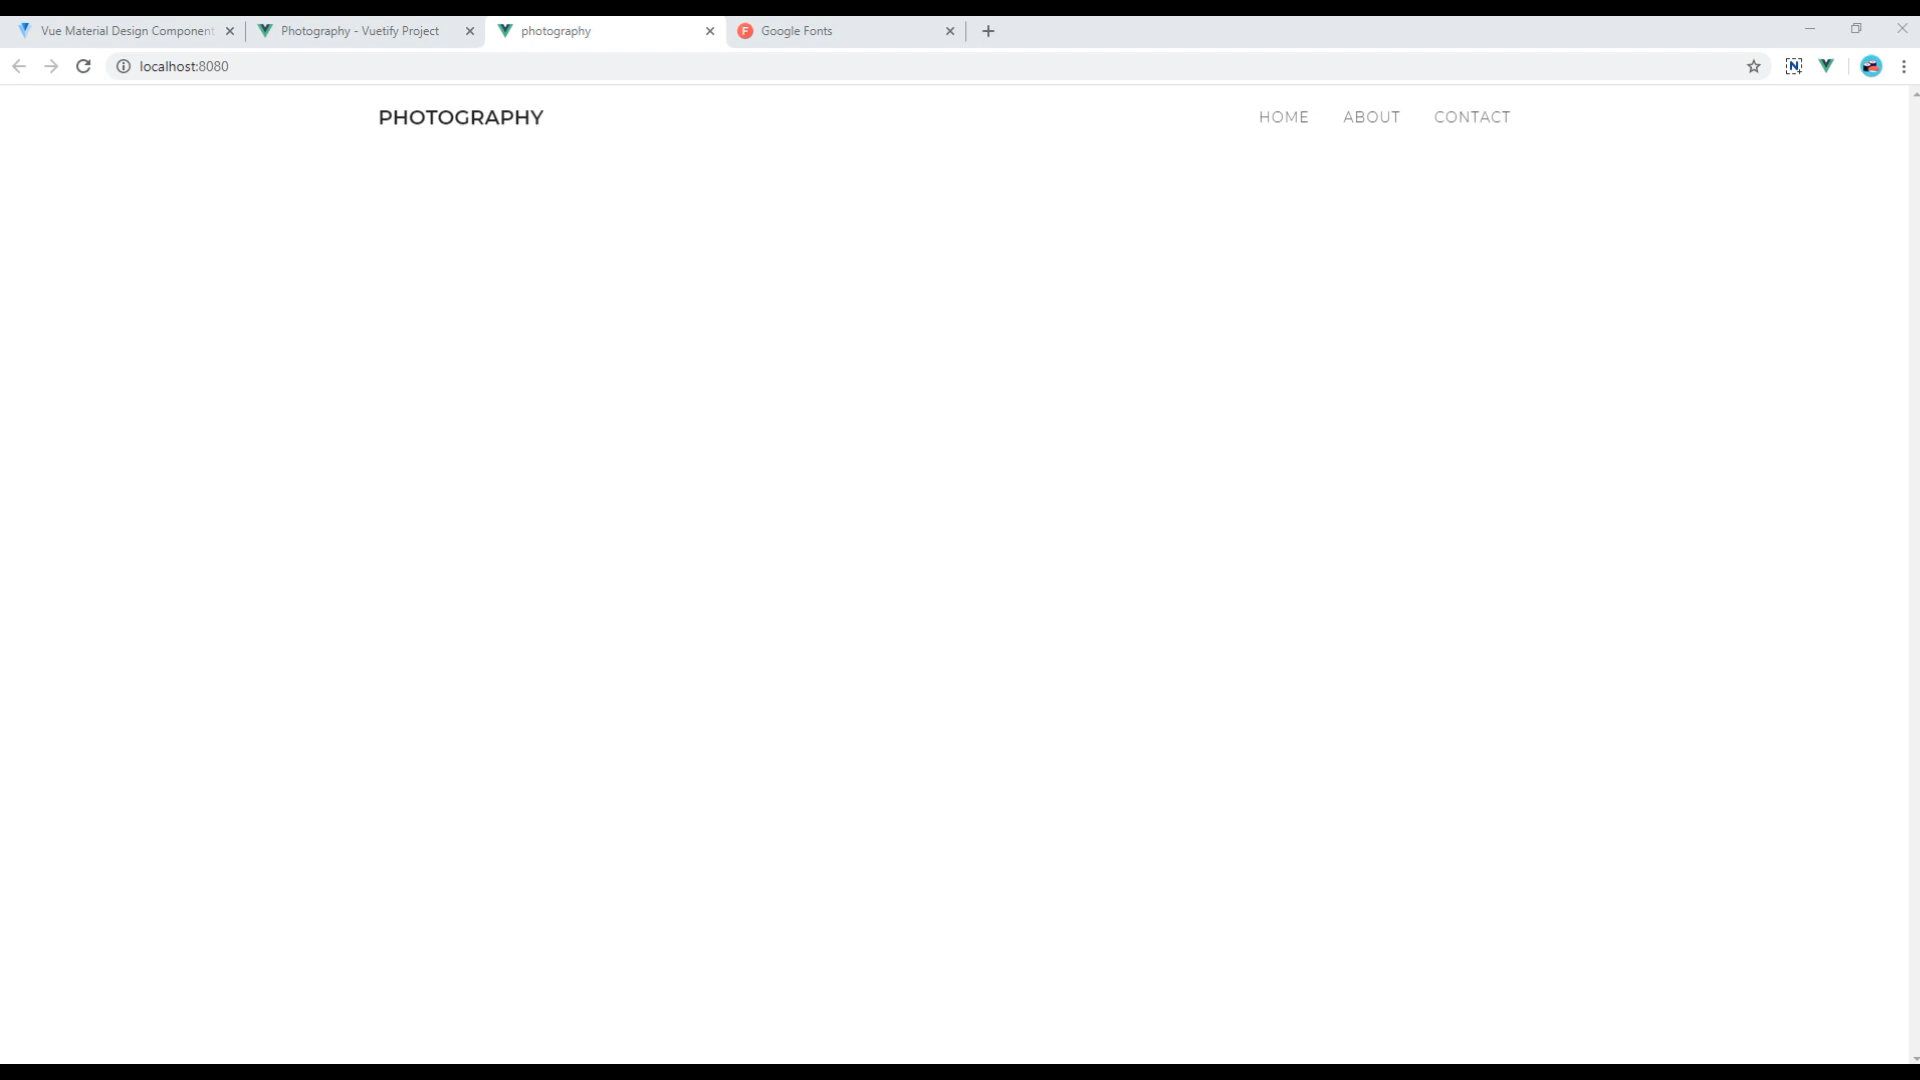 Vue Material Design Component
Photography - Vuetify Project
photography
F
Google Fonts
localhost:8080
N
PHOTOGRAPHY
HOME
ABOUT
CONTACT